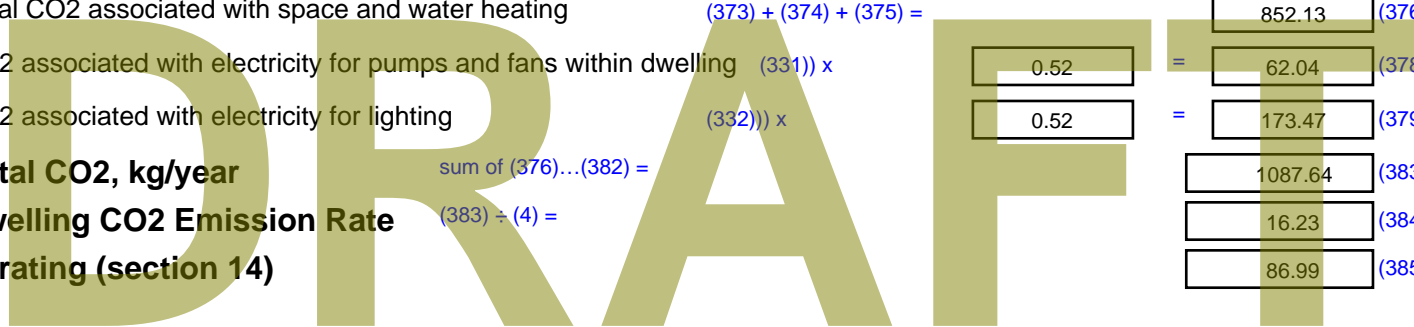 al CO2 associated with space and water heating (373) + (374) + (375) = 852.13 (376
2 associated with electricity for pumps and fans within dwelling (331)) x 0.52 = 62.04 (378
2 associated with electricity for lighting (332))) x 0.52 = 173.47 (379
tal CO2, kg/year sum of (376)…(382) = 1087.64 (383
welling CO2 Emission Rate (383) ÷ (4) = 16.23 (384
rating (section 14) 86.99 (385
DRAFT